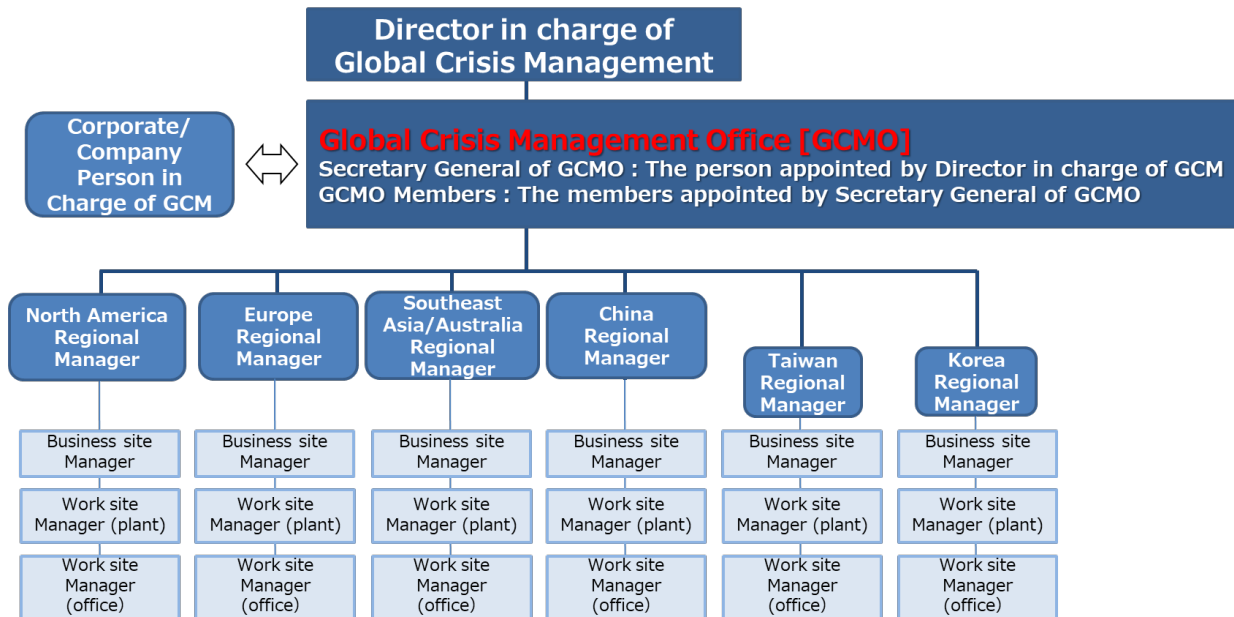 Director in charge of
Global Crisis Management
Corporate/
Company
Person in
Charge of GCM
Global Crisis Management Office [GCMO]
Secretary General of GCMO : The person appointed by Director in charge of GCM
GCMO Members : The members appointed by Secretary General of GCMO
North America
Regional
Manager
Europe
Regional
Manager
Southeast
Asia/Australia
Regional
Manager
China
Regional
Manager
Taiwan
Regional
Manager
Korea
Regional
Manager
Business site
Manager
Business site
Manager
Business site
Manager
Business site
Manager
Business site
Manager
Business site
Manager
Work site
Manager (plant)
Work site
Manager (plant)
Work site
Manager (plant)
Work site
Manager (plant)
Work site
Manager (plant)
Work site
Manager (plant)
Work site
Manager
(office)
Work site
Manager
(office)
Work site
Manager
(office)
Work site
Manager
(office)
Work site
Manager
(office)
Work site
Manager
(office)